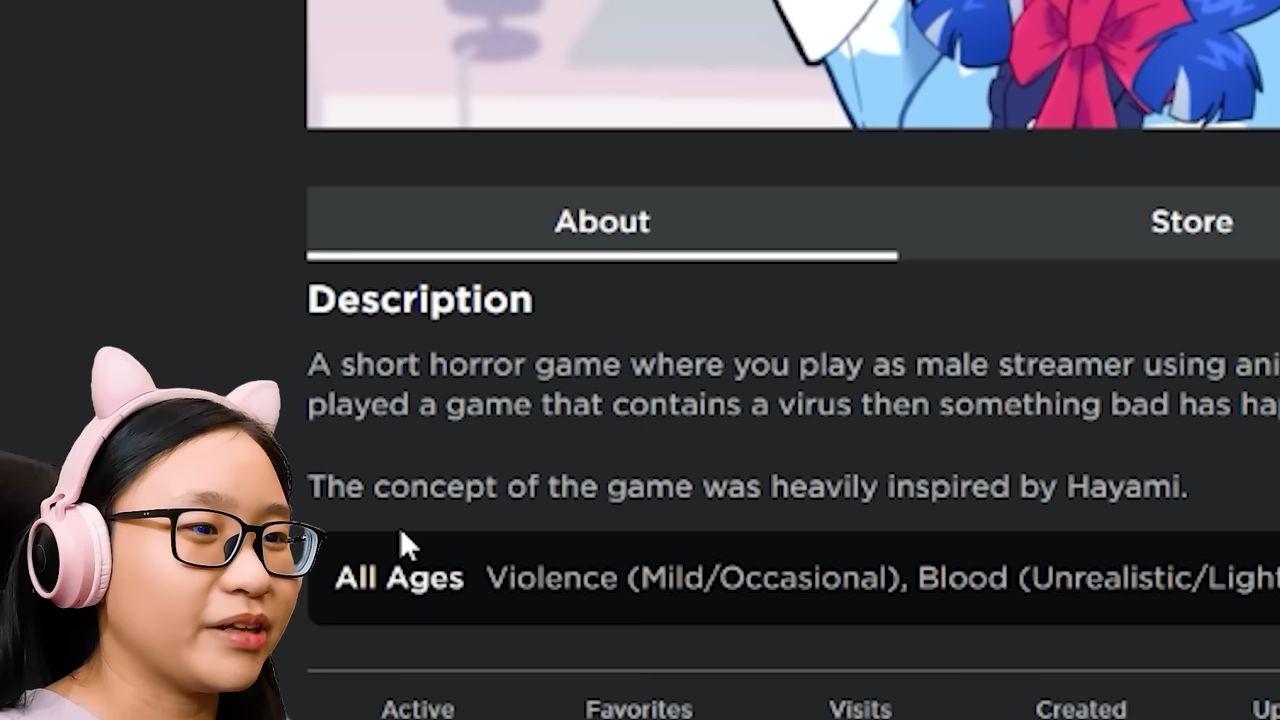 About
Store
Description
A short horror game where you play as male streamer using ani
played a game that contains a virus then something bad has ha
The concept of the game was heavily inspired by Hayami.
All Ages Violence (Mild/Occasional), Blood (Unrealistic/Light
Active Favorites Visits Created Up